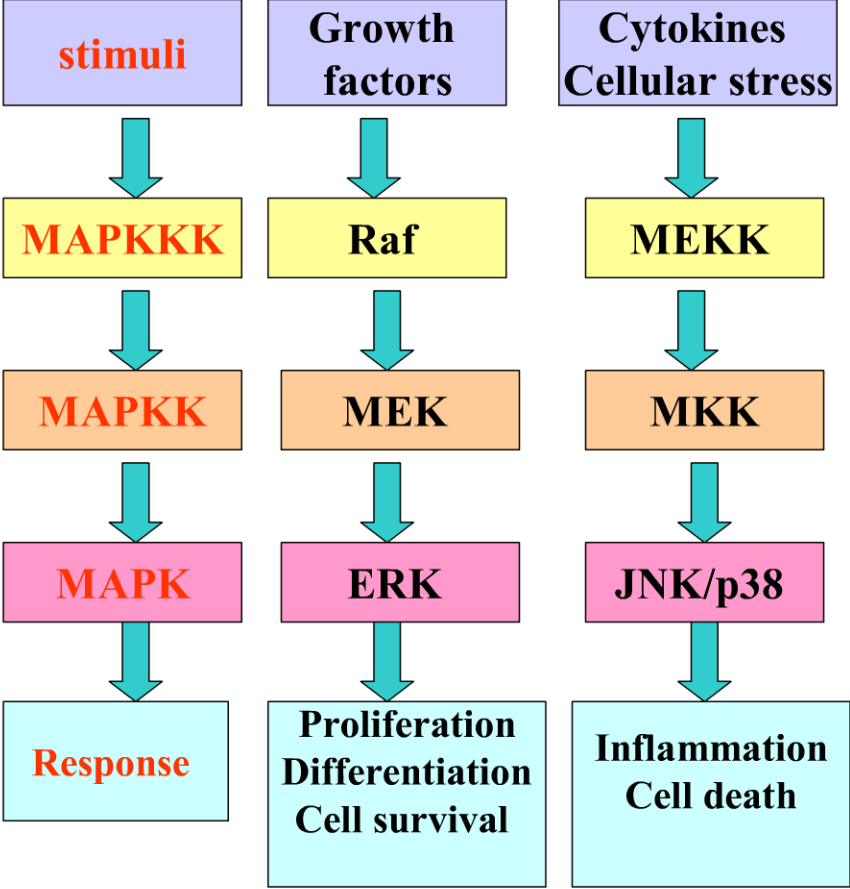 stimuli
Growth
factors
Cytokines
Cellular stress
MAPKKK
Raf
MEKK
MAPKK
MEK
MKK
MAPK
ERK
JNK/p38
Response
Proliferation
Differentiation
Cell survival
Inflammation
Cell death